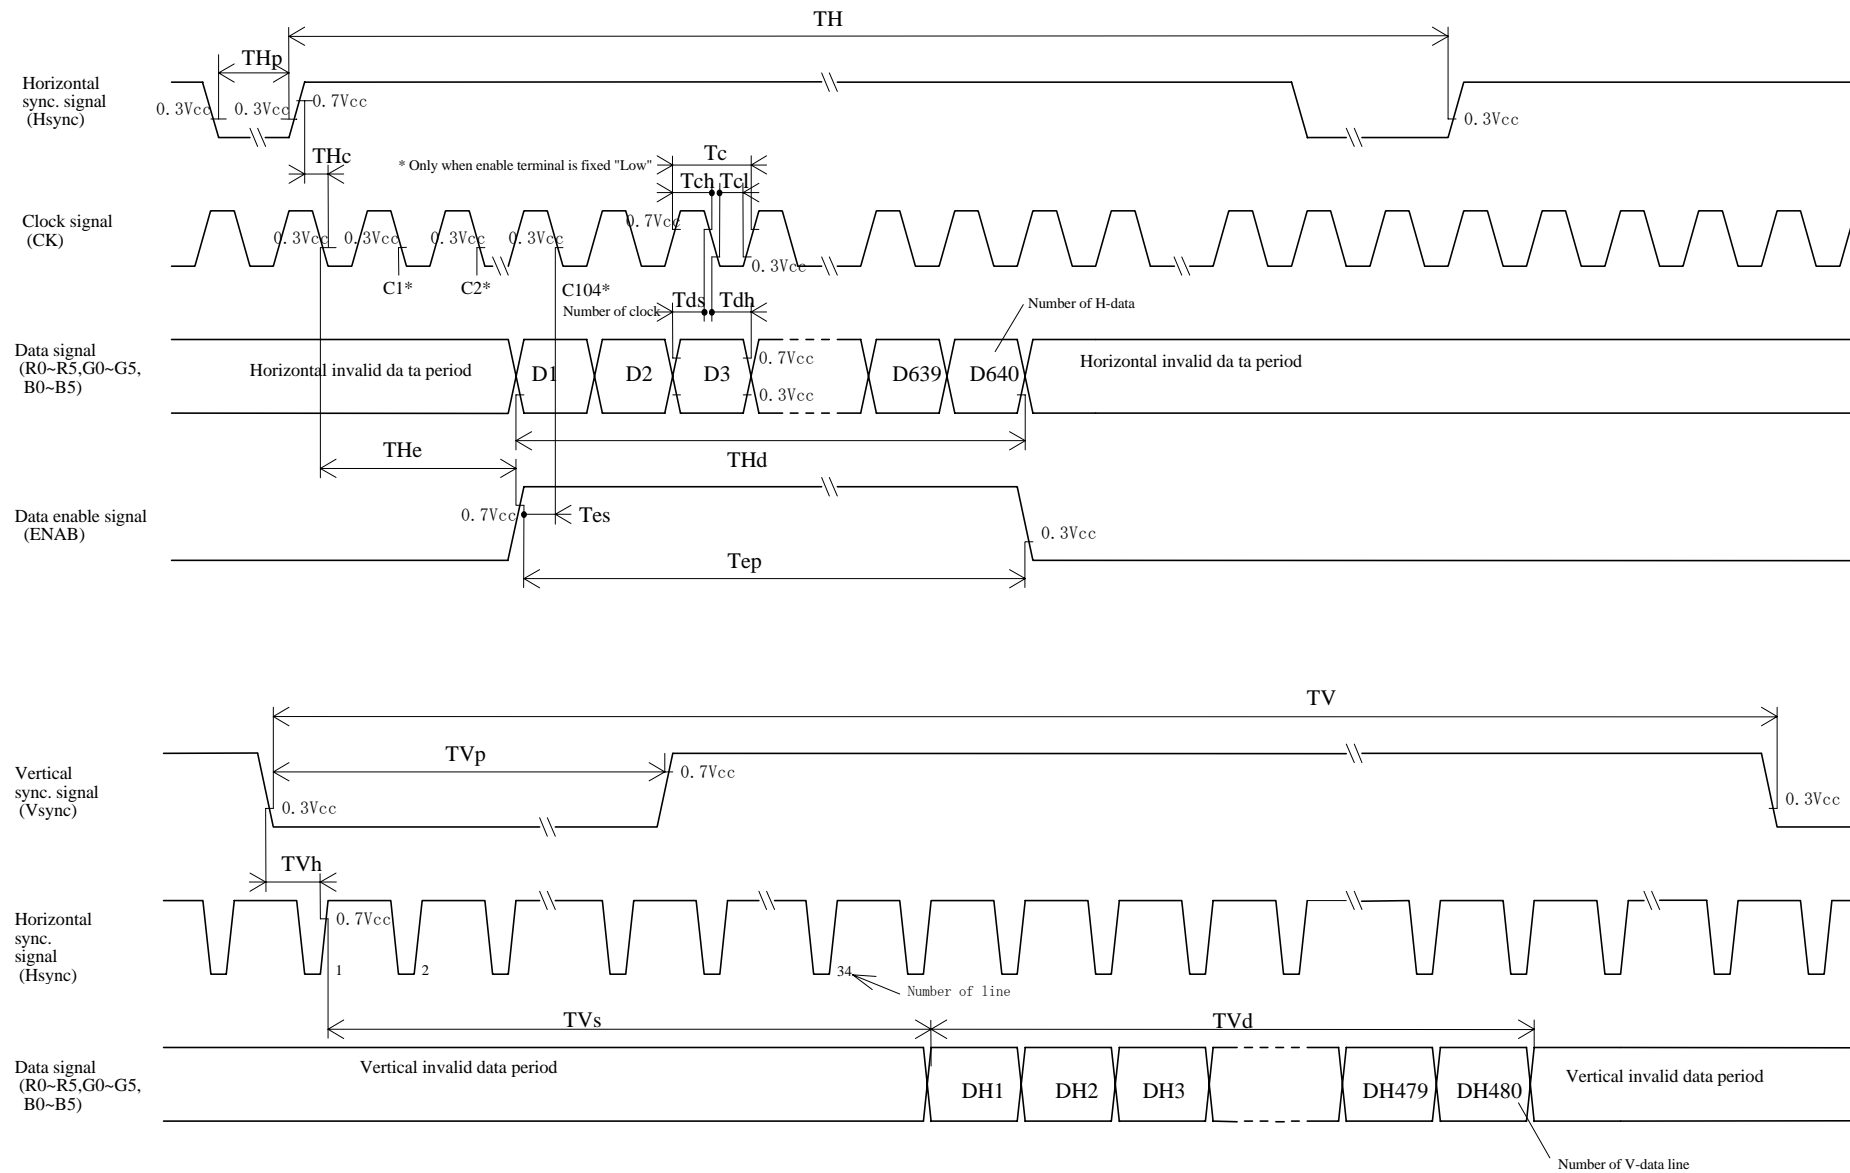 TH
THp
Horizontal
sync. signal
(Hsync)
0.3Vcc
0.3Vcc
0.7Vcc
0.3Vcc
THc
* Only when enable terminal is fixed "Low"
Tc
Tch
Tcl
Clock signal
(CK)
0.7Vcc
0.3Vcc
0.3Vcc
0.3Vcc
0.3Vcc
0.3Vcc
C1*
C2*
C104*
Number of clock
Tds
Tdh
Number of H-data
Data signal
(R0~R5,G0~G5,
B0~B5)
Horizontal invalid da ta period
D1
D2
D3
0.7Vcc
0.3Vcc
D639
D640
Horizontal invalid da ta period
THe
THd
Data enable signal
(ENAB)
0.7Vcc
Tes
0.3Vcc
Tep
TV
TVp
Vertical
sync. signal
(Vsync)
0.7Vcc
0.3Vcc
0.3Vcc
TVh
Horizontal
sync.
signal
(Hsync)
0.7Vcc
1
2
34
Number of line
TVs
TVd
Data signal
(R0~R5,G0~G5,
B0~B5)
Vertical invalid data period
DH1
DH2
DH3
DH479
DH480
Vertical invalid data period
Number of V-data line